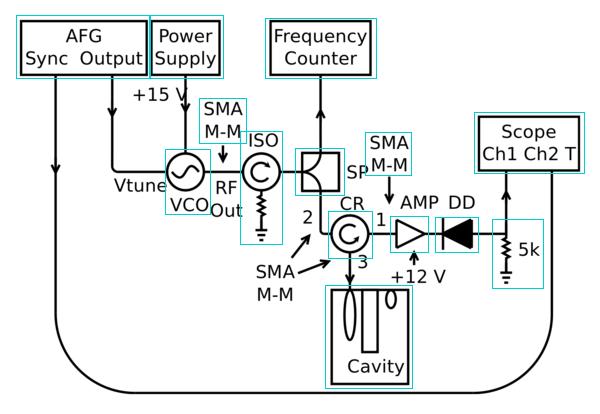 AFG
Sync Output
Power
Supply
Frequency
Counter
+15 V
SMA
M-M
ISO
SMA
M-M
Scope
Ch1 Ch2 T
Vtune
VCO
RF
Out
SP
CR
AMP DD
2
1
3
5k
SMA
M-M
+12 V
Cavity